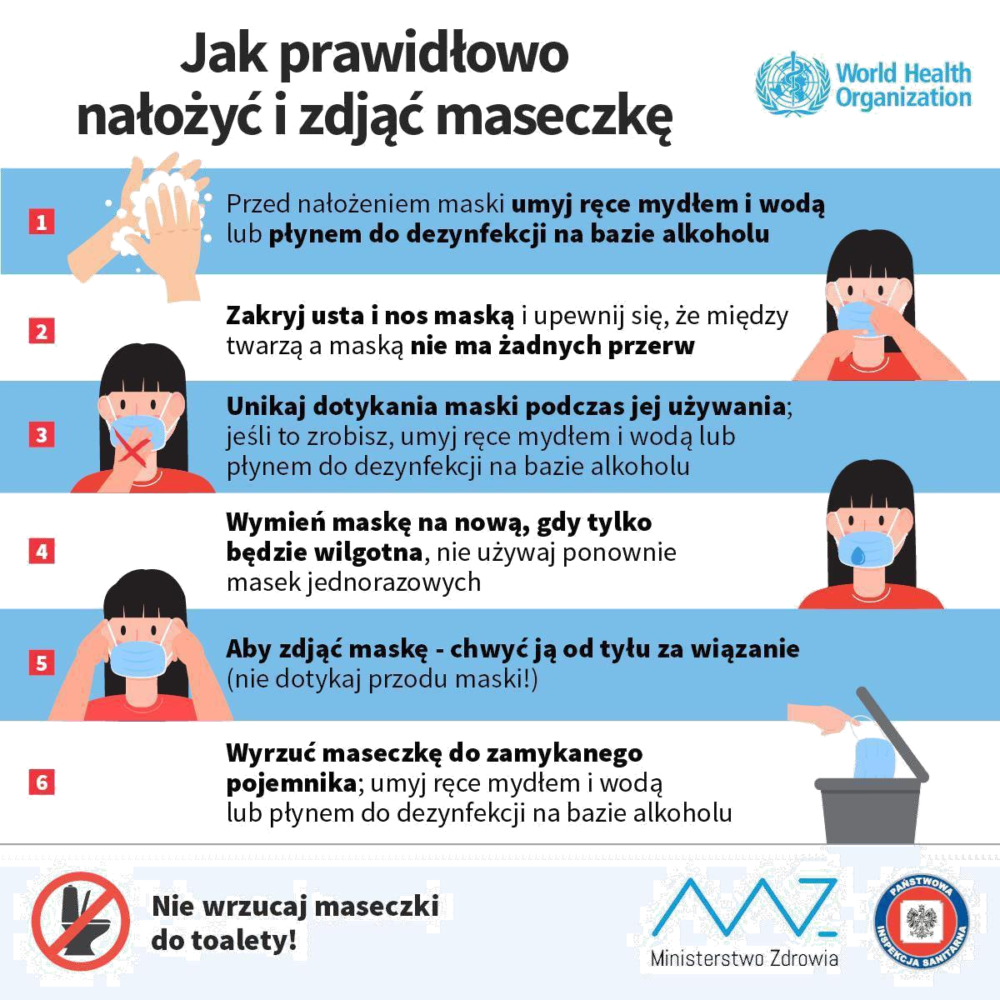 Jak prawidłowo
nałożyć i zdjąć maseczkę
World Health
Organization
1
Przed nałożeniem maski umyj ręce mydłem i wodą
lub płynem do dezynfekcji na bazie alkoholu
2
Zakryj usta i nos maską i upewnij się, że między
twarzą a maską nie ma żadnych przerw
3
Unikaj dotykania maski podczas jej używania;
jeśli to zrobisz, umyj ręce mydłem i wodą lub
płynem do dezynfekcji na bazie alkoholu
4
Wymień maskę na nową, gdy tylko
będzie wilgotna, nie używaj ponownie
masek jednorazowych
5
Aby zdjąć maskę - chwyć ją od tyłu za wiązanie
(nie dotykaj przodu maski!)
6
Wyrzuć maseczkę do zamykanego
pojemnika; umyj ręce mydłem i wodą
lub płynem do dezynfekcji na bazie alkoholu
Nie wrzucaj maseczki
do toalety!
Ministerstwo Zdrowia
PAŃSTWOWA
INSPEKCJA SANITARNA